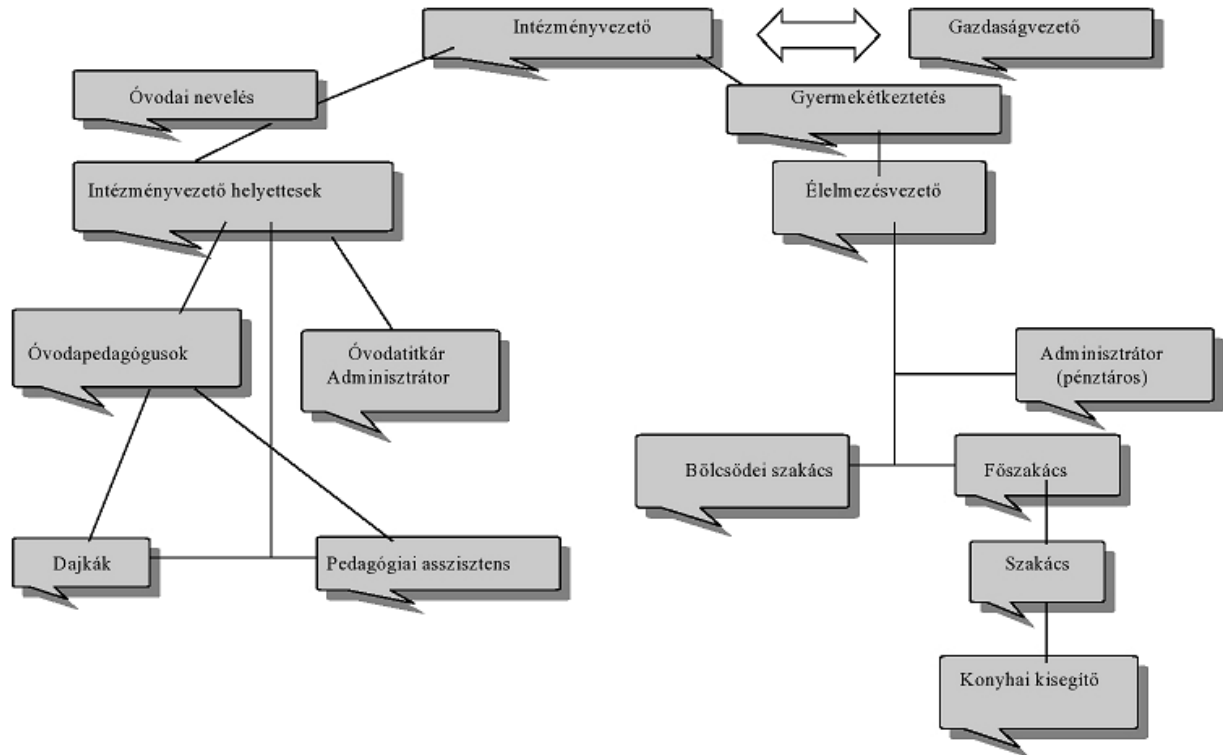 Intézményvezető
Gazdaságvezető
Óvodai nevelés
Gyermekétkeztetés
Intézményvezető helyettesek
Élelmezésvezető
Óvodapedagógusok
Óvodatitkár
Adminisztrátor
Adminisztrátor
(pénztáros)
Bölcsödei szakács
Főszakács
Dajkák
Pedagógiai asszisztens
Szakács
Konyhai kisegítő